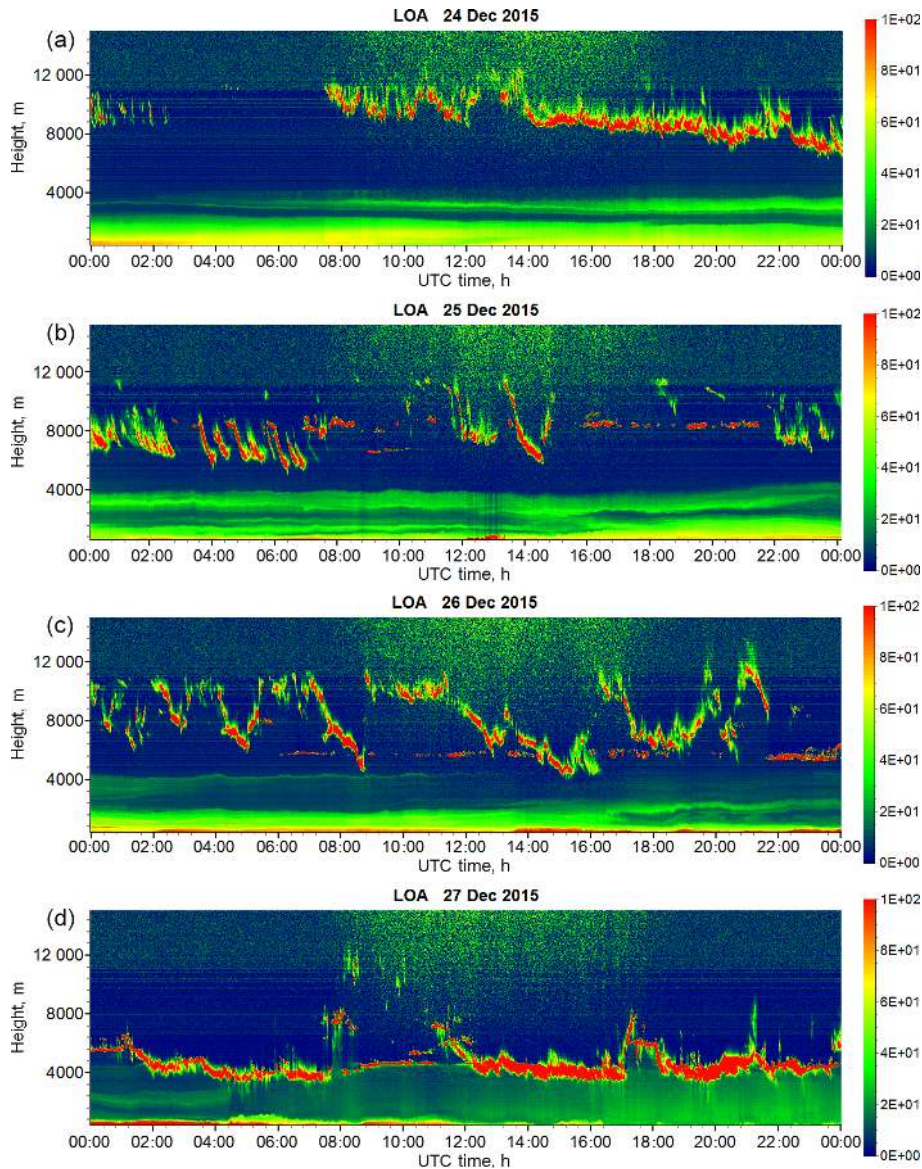 LOA 24 Dec 2015
(a)
1E+02
8E+01
6E+01
4E+01
2E+01
0E+00
Height, m
12 000
8000
4000
00:00 02:00 04:00 06:00 08:00 10:00 12:00 14:00 16:00 18:00 20:00 22:00 00:00
UTC time, h
LOA 25 Dec 2015
(b)
1E+02
8E+01
6E+01
4E+01
2E+01
0E+00
Height, m
12 000
8000
4000
00:00 02:00 04:00 06:00 08:00 10:00 12:00 14:00 16:00 18:00 20:00 22:00 00:00
UTC time, h
LOA 26 Dec 2015
(c)
1E+02
8E+01
6E+01
4E+01
2E+01
0E+00
Height, m
12 000
8000
4000
00:00 02:00 04:00 06:00 08:00 10:00 12:00 14:00 16:00 18:00 20:00 22:00 00:00
UTC time, h
LOA 27 Dec 2015
(d)
1E+02
8E+01
6E+01
4E+01
2E+01
0E+00
Height, m
12 000
8000
4000
00:00 02:00 04:00 06:00 08:00 10:00 12:00 14:00 16:00 18:00 20:00 22:00 00:00
UTC time, h